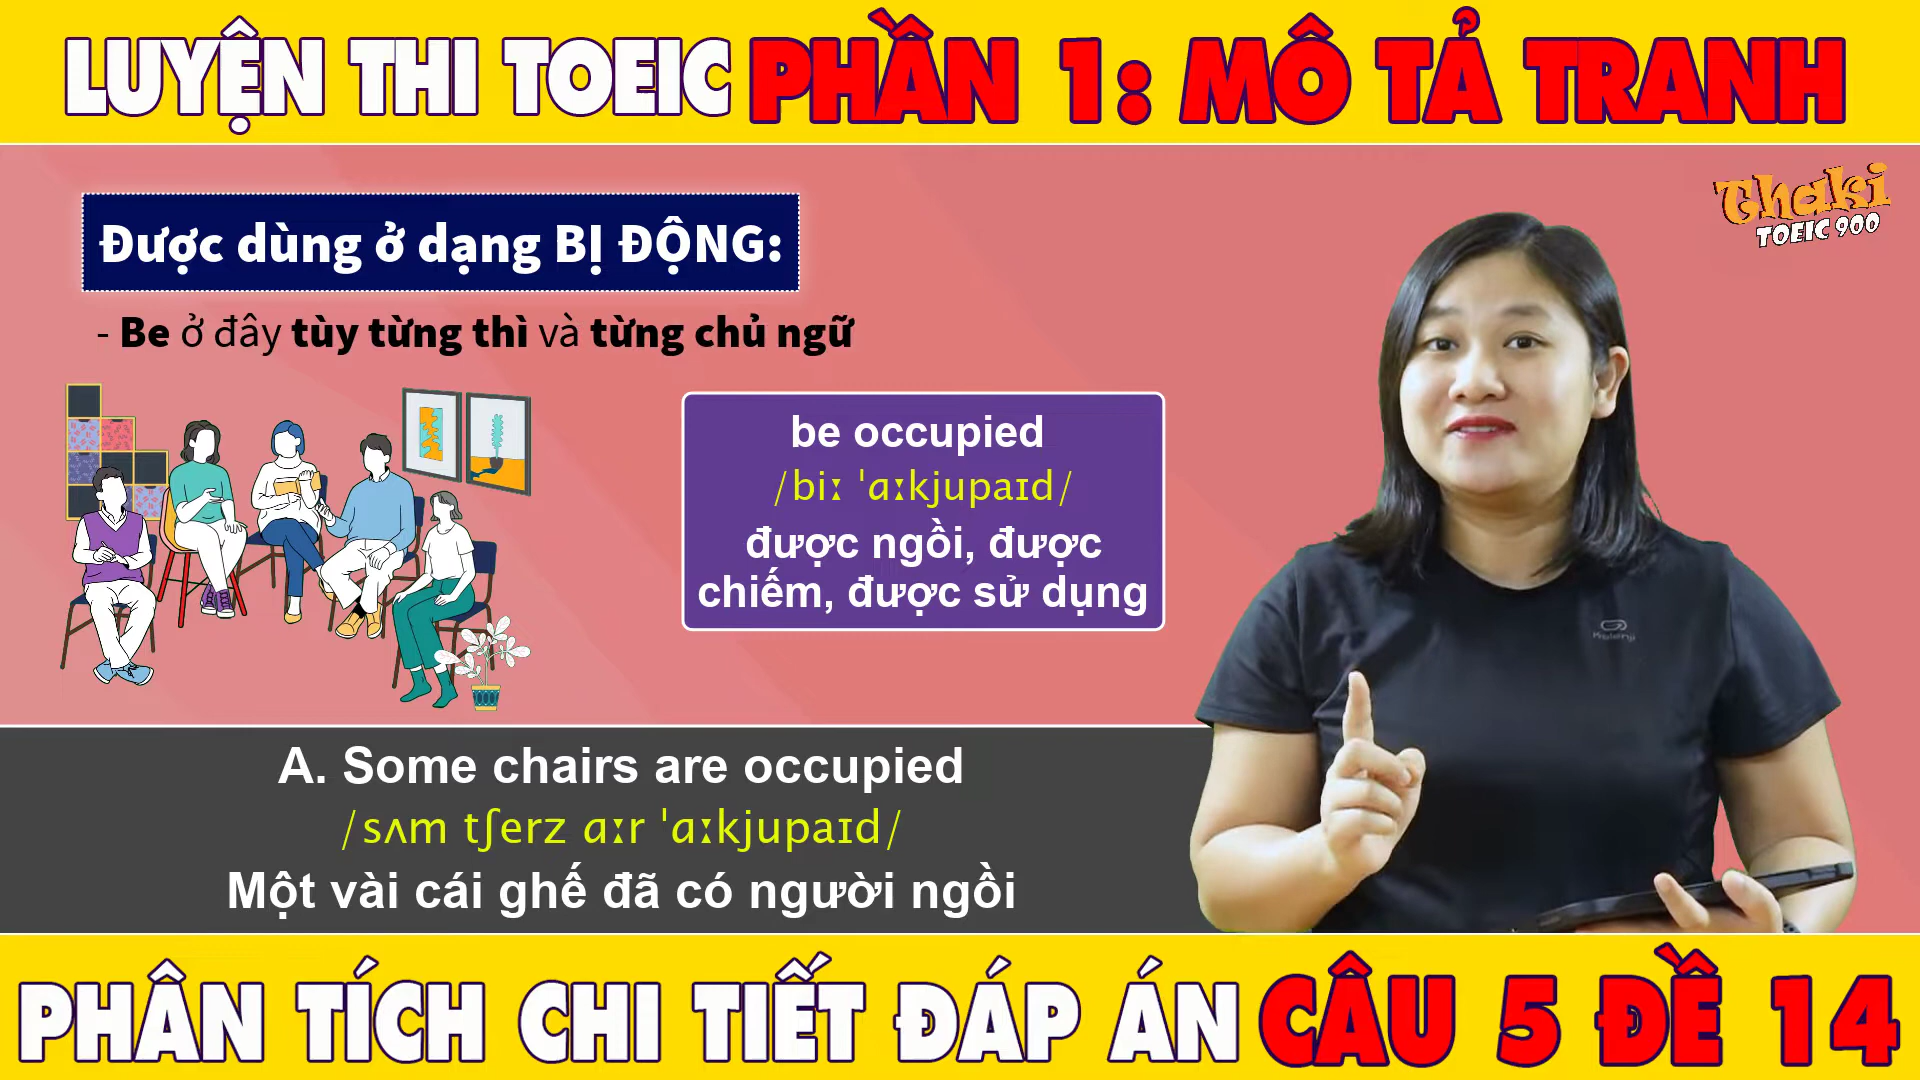 LUYỆN THI TOEIC PHẦN 1: MÔ TẢ TRANH
Thaki
TOEIC 900
Được dùng ở dạng BỊ ĐỘNG:
- Be ở đây tùy từng thì và từng chủ ngữ
be occupied
/biː ˈɑːkjupaɪd/
được ngồi, được
chiếm, được sử dụng
Kalenji
A. Some chairs are occupied
/sʌm tʃerz ɑːr ˈɑːkjupaɪd/
Một vài cái ghế đã có người ngồi
PHÂN TÍCH CHI TIẾT ĐÁP ÁN CÂU 5 ĐỀ 14